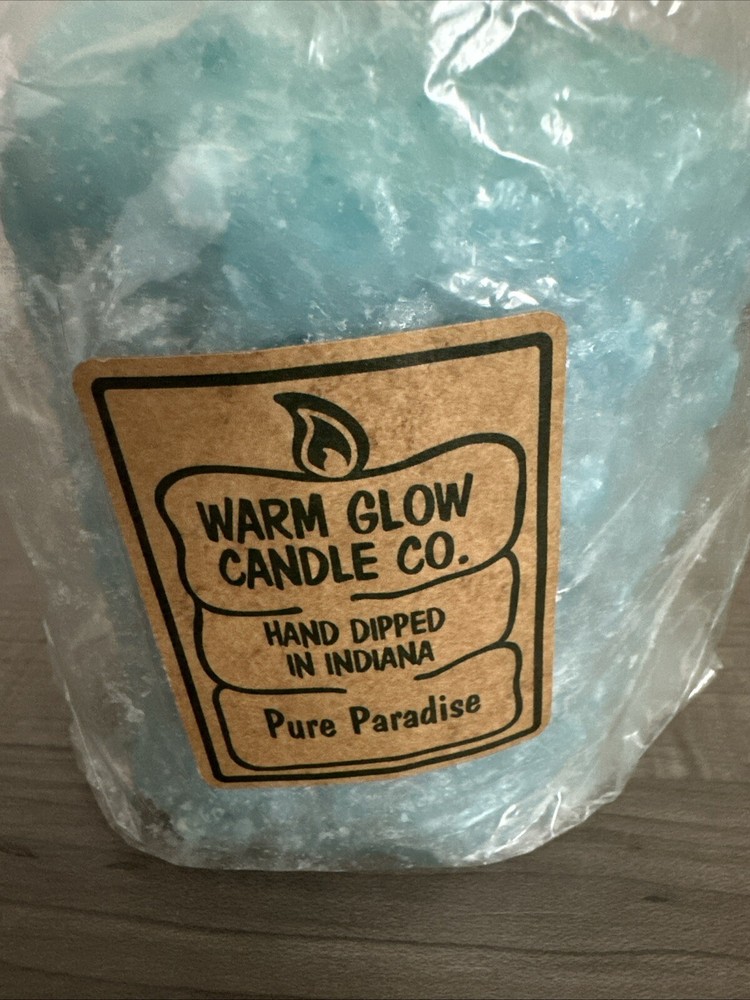 WARM GLOW
CANDLE CO.
HAND DIPPED
IN INDIANA
Pure Paradise